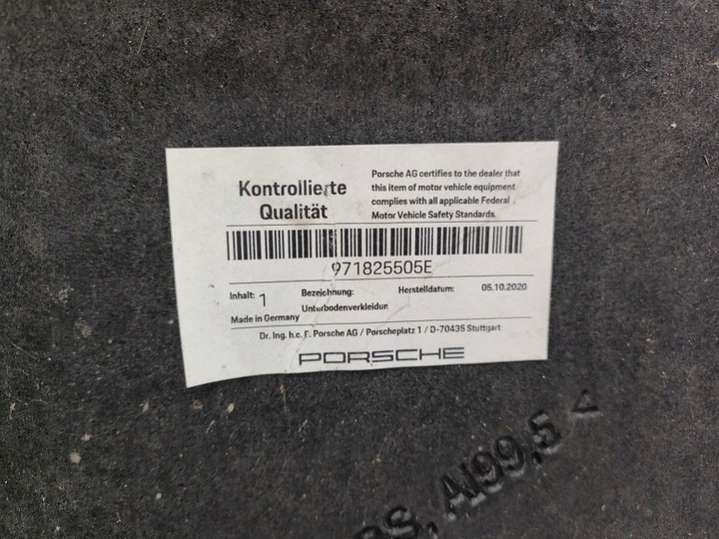 Kontrollierte
Qualität
Porsche AG certifies to the dealer that
this item of motor vehicle equipment
complies with all applicable Federal
Motor Vehicle Safety Standards.
971825505E
Inhalt: 1
Bezeichnung:
Herstelldatum: 05.10.2020
Unterbodenverkleidun
Made in Germany
Dr. Ing. h.c. F. Porsche AG / Porscheplatz 1 / D-70435 Stuttgart
PORSCHE
Al99,5 <